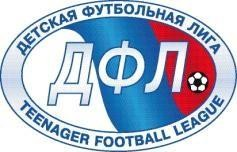 ДЕТСКАЯ ФУТБОЛЬНАЯ ЛИГА
ДФЛ
TEENAGER FOOTBALL LEAGUE